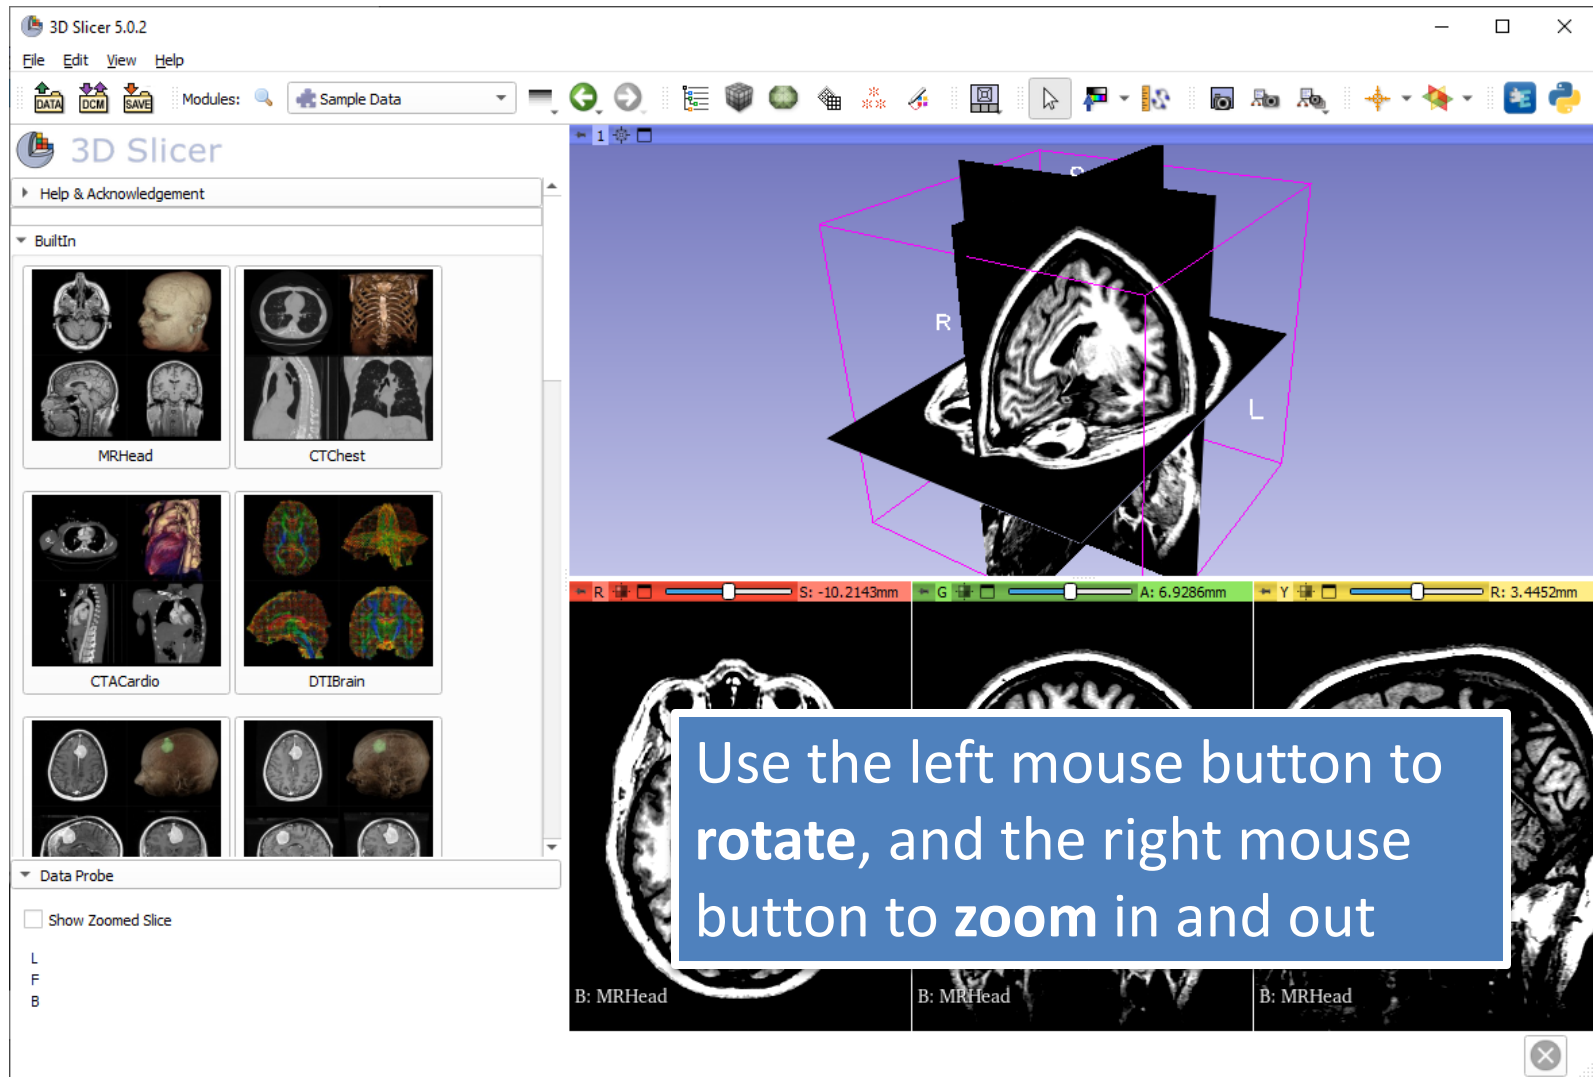 3D Slicer 5.0.2
File Edit View Help
DATA DCM SAVE Modules: Sample Data
3D Slicer
Help & Acknowledgement
BuiltIn
MRHead CTChest
CTACardio DTIBrain
Data Probe
Show Zoomed Slice
L
F
B
1
R
L
R S: -10.2143mm
G A: 6.9286mm
Y R: 3.4452mm
Use the left mouse button to
rotate, and the right mouse
button to zoom in and out
B: MRHead
B: MRHead
B: MRHead